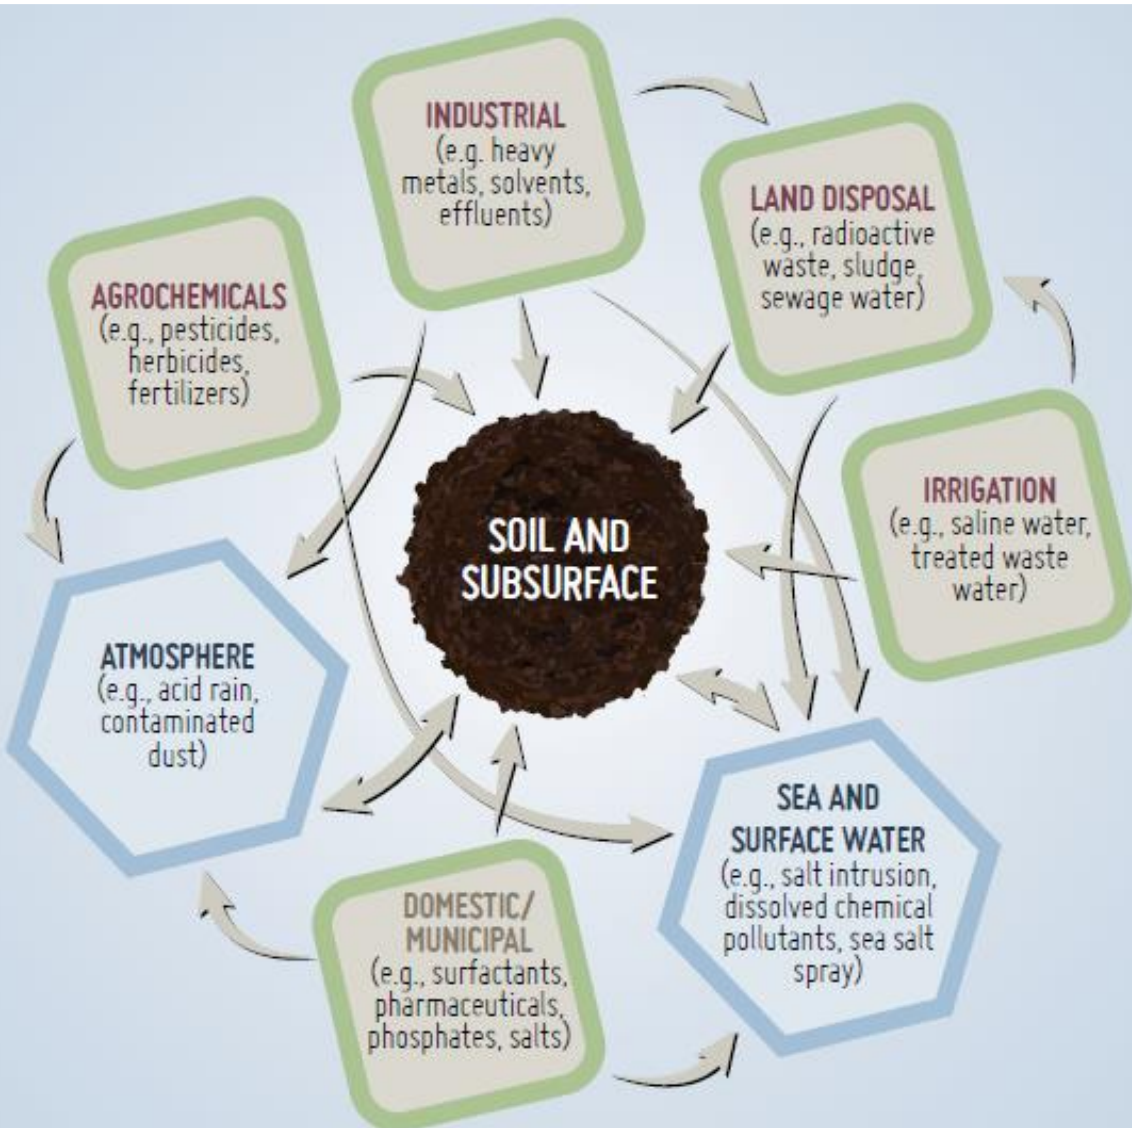 INDUSTRIAL
(e.g. heavy
metals, solvents,
effluents)
LAND DISPOSAL
(e.g., radioactive
waste, sludge,
sewage water)
AGROCHEMICALS
(e.g., pesticides,
herbicides,
fertilizers)
IRRIGATION
(e.g., saline water,
treated waste
water)
SOIL AND
SUBSURFACE
ATMOSPHERE
(e.g., acid rain,
contaminated
dust)
SEA AND
SURFACE WATER
(e.g., salt intrusion,
dissolved chemical
pollutants, sea salt
spray)
DOMESTIC/
MUNICIPAL
(e.g., surfactants,
pharmaceuticals,
phosphates, salts)